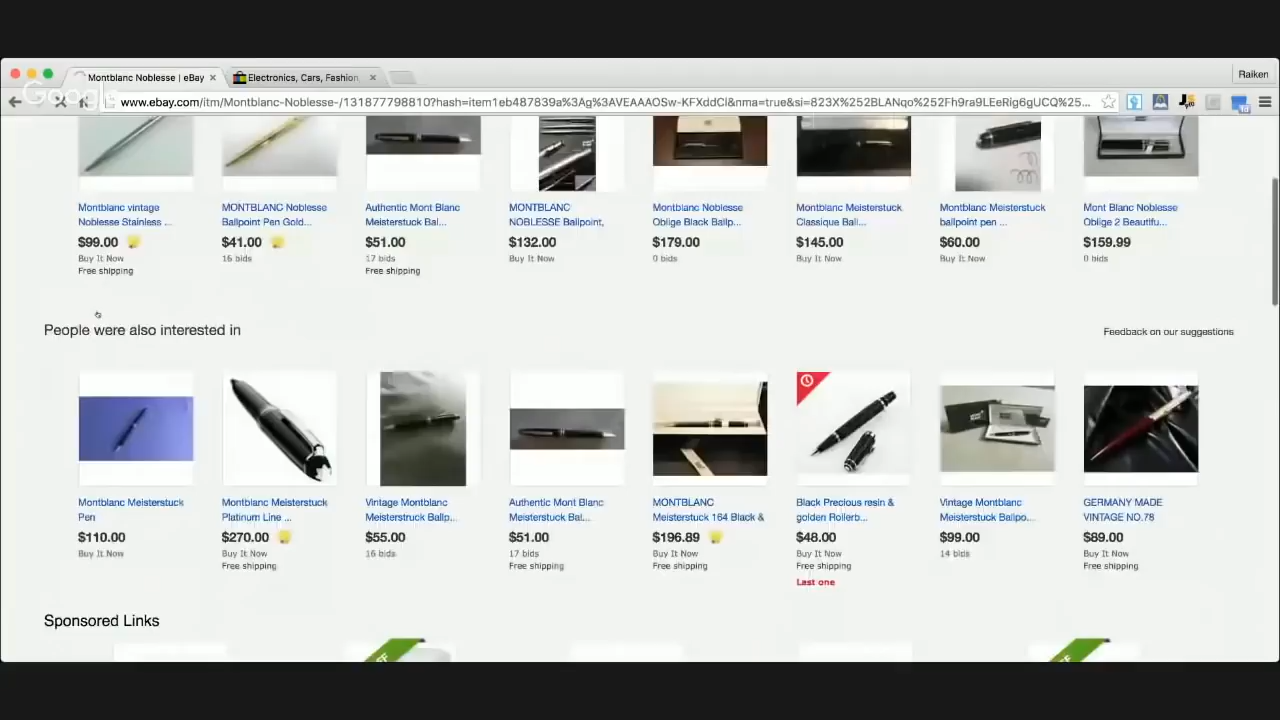 Montblanc Noblesse | eBay
Electronics, Cars, Fashion,
Raiken
Google
www.ebay.com/itm/Montblanc-Noblesse-/131877798810?hash=item1eb487839a%3Ag%3AVEAAAOSw-KFXddCl&nma=true&si=823X%252BLANqo%252Fh9ra9LEeRig6gUCQ%25...
Montblanc vintage
Noblesse Stainless ...
$99.00
Buy It Now
Free shipping
MONTBLANC Noblesse
Ballpoint Pen Gold...
$41.00
16 bids
Authentic Mont Blanc
Meisterstuck Bal...
$51.00
17 bids
Free shipping
MONTBLANC
NOBLESSE Ballpoint,
$132.00
Buy It Now
Montblanc Noblesse
Oblige Black Ballp...
$179.00
0 bids
Montblanc Meisterstuck
Classique Ball...
$145.00
Buy It Now
Montblanc Meisterstuck
ballpoint pen ...
$60.00
Buy It Now
Mont Blanc Noblesse
Oblige 2 Beautifu...
$159.99
0 bids
People were also interested in
Feedback on our suggestions
Montblanc Meisterstuck
Pen
$110.00
Buy It Now
Montblanc Meisterstuck
Platinum Line ...
$270.00
Buy It Now
Free shipping
Vintage Montblanc
Meisterstruck Ballp...
$55.00
16 bids
Authentic Mont Blanc
Meisterstuck Bal...
$51.00
17 bids
Free shipping
MONTBLANC
Meisterstuck 164 Black &
$196.89
Buy It Now
Free shipping
Black Precious resin &
golden Rollerb...
$48.00
Buy It Now
Free shipping
Last one
Vintage Montblanc
Meisterstuck Ballpo...
$99.00
14 bids
GERMANY MADE
VINTAGE NO.78
$89.00
Buy It Now
Free shipping
Sponsored Links